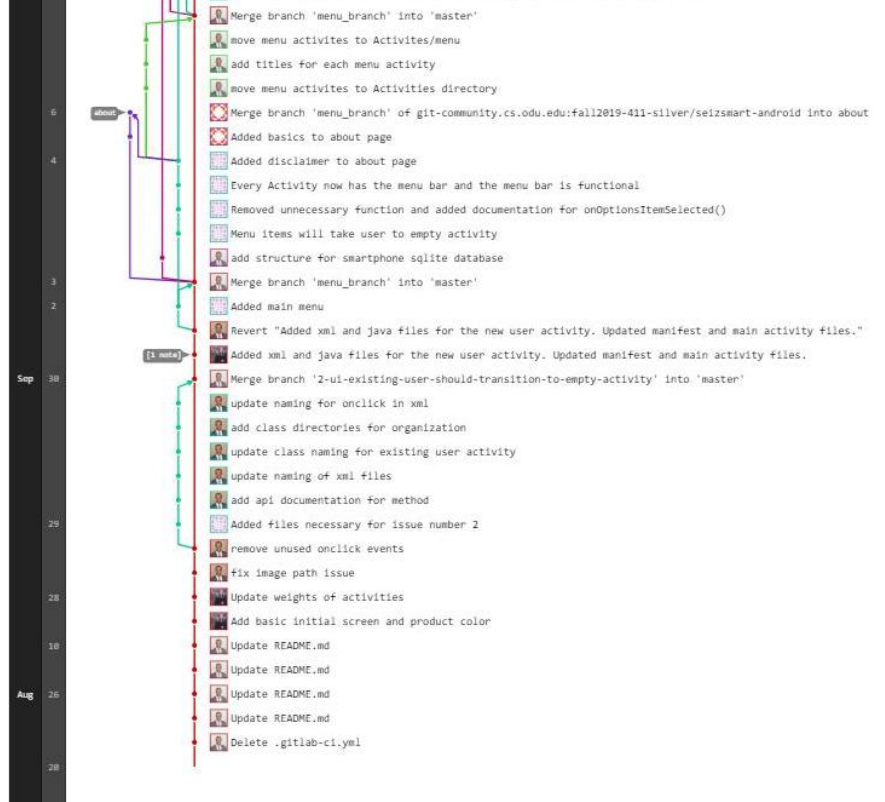 Merge branch 'menu_branch' into 'master'
move menu activites to Activites/menu
add titles for each menu activity
move menu activites to Activities directory
6 about Merge branch 'menu_branch' of git-community.cs.odu.edu:fall2019-411-silver/seizsmart-android into about
Added basics to about page
4 Added disclaimer to about page
Every Activity now has the menu bar and the menu bar is functional
Removed unnecessary function and added documentation for onOptionsItemSelected()
Menu items will take user to empty activity
add structure for smartphone sqlite database
3 Merge branch 'menu_branch' into 'master'
2 Added main menu
Revert "Added xml and java files for the new user activity. Updated manifest and main activity files."
[1 note] Added xml and java files for the new user activity. Updated manifest and main activity files.
Sep 30 Merge branch '2-ui-existing-user-should-transition-to-empty-activity' into 'master'
update naming for onclick in xml
add class directories for organization
update class naming for existing user activity
update naming of xml files
add api documentation for method
29 Added files necessary for issue number 2
remove unused onclick events
fix image path issue
28 Update weights of activities
Add basic initial screen and product color
10 Update README.md
Update README.md
Aug 26 Update README.md
Update README.md
Delete .gitlab-ci.yml
20